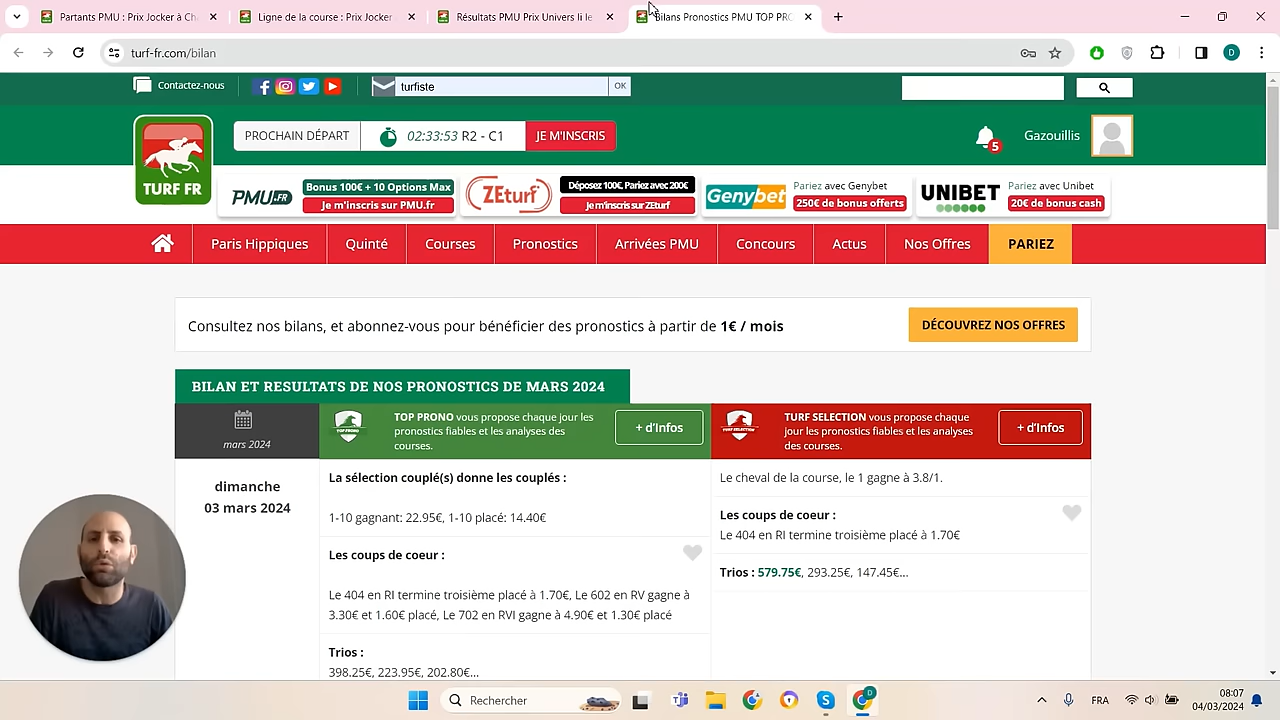 Partants PMU : Prix Jocker à Ch
Ligne de la course : Prix Jocker
Résultats PMU Prix Univers Ii le
Bilans Pronostics PMU TOP PRO
turf-fr.com/bilan
D
Contactez-nous
turfiste
OK
TURF FR
PROCHAIN DÉPART
02:33:53 R2 - C1
JE M'INSCRIS
5
Gazouillis
PMU.FR
Bonus 100€ + 10 Options Max
Je m'inscris sur PMU.fr
ZEturf
Déposez 100€, Pariez avec 200€
Je m'inscris sur ZEturf
Genybet
Pariez avec Genybet
250€ de bonus offerts
UNIBET
Pariez avec Unibet
20€ de bonus cash
Paris Hippiques
Quinté
Courses
Pronostics
Arrivées PMU
Concours
Actus
Nos Offres
PARIEZ
Consultez nos bilans, et abonnez-vous pour bénéficier des pronostics à partir de 1€ / mois
DÉCOUVREZ NOS OFFRES
BILAN ET RESULTATS DE NOS PRONOSTICS DE MARS 2024
mars 2024
TOP PRONO
TOP PRONO vous propose chaque jour les
pronostics fiables et les analyses des
courses.
+ d'Infos
TURF SELECTION
TURF SELECTION vous propose chaque
jour les pronostics fiables et les analyses
des courses.
+ d'Infos
dimanche
03 mars 2024
La sélection couplé(s) donne les couplés :
1-10 gagnant: 22.95€, 1-10 placé: 14.40€
Les coups de coeur :
Le 404 en RI termine troisième placé à 1.70€, Le 602 en RV gagne à
3.30€ et 1.60€ placé, Le 702 en RVI gagne à 4.90€ et 1.30€ placé
Trios :
398.25€, 223.95€, 202.80€...
Le cheval de la course, le 1 gagne à 3.8/1.
Les coups de coeur :
Le 404 en RI termine troisième placé à 1.70€
Trios : 579.75€, 293.25€, 147.45€...
Rechercher
D
FRA
08:07
04/03/2024